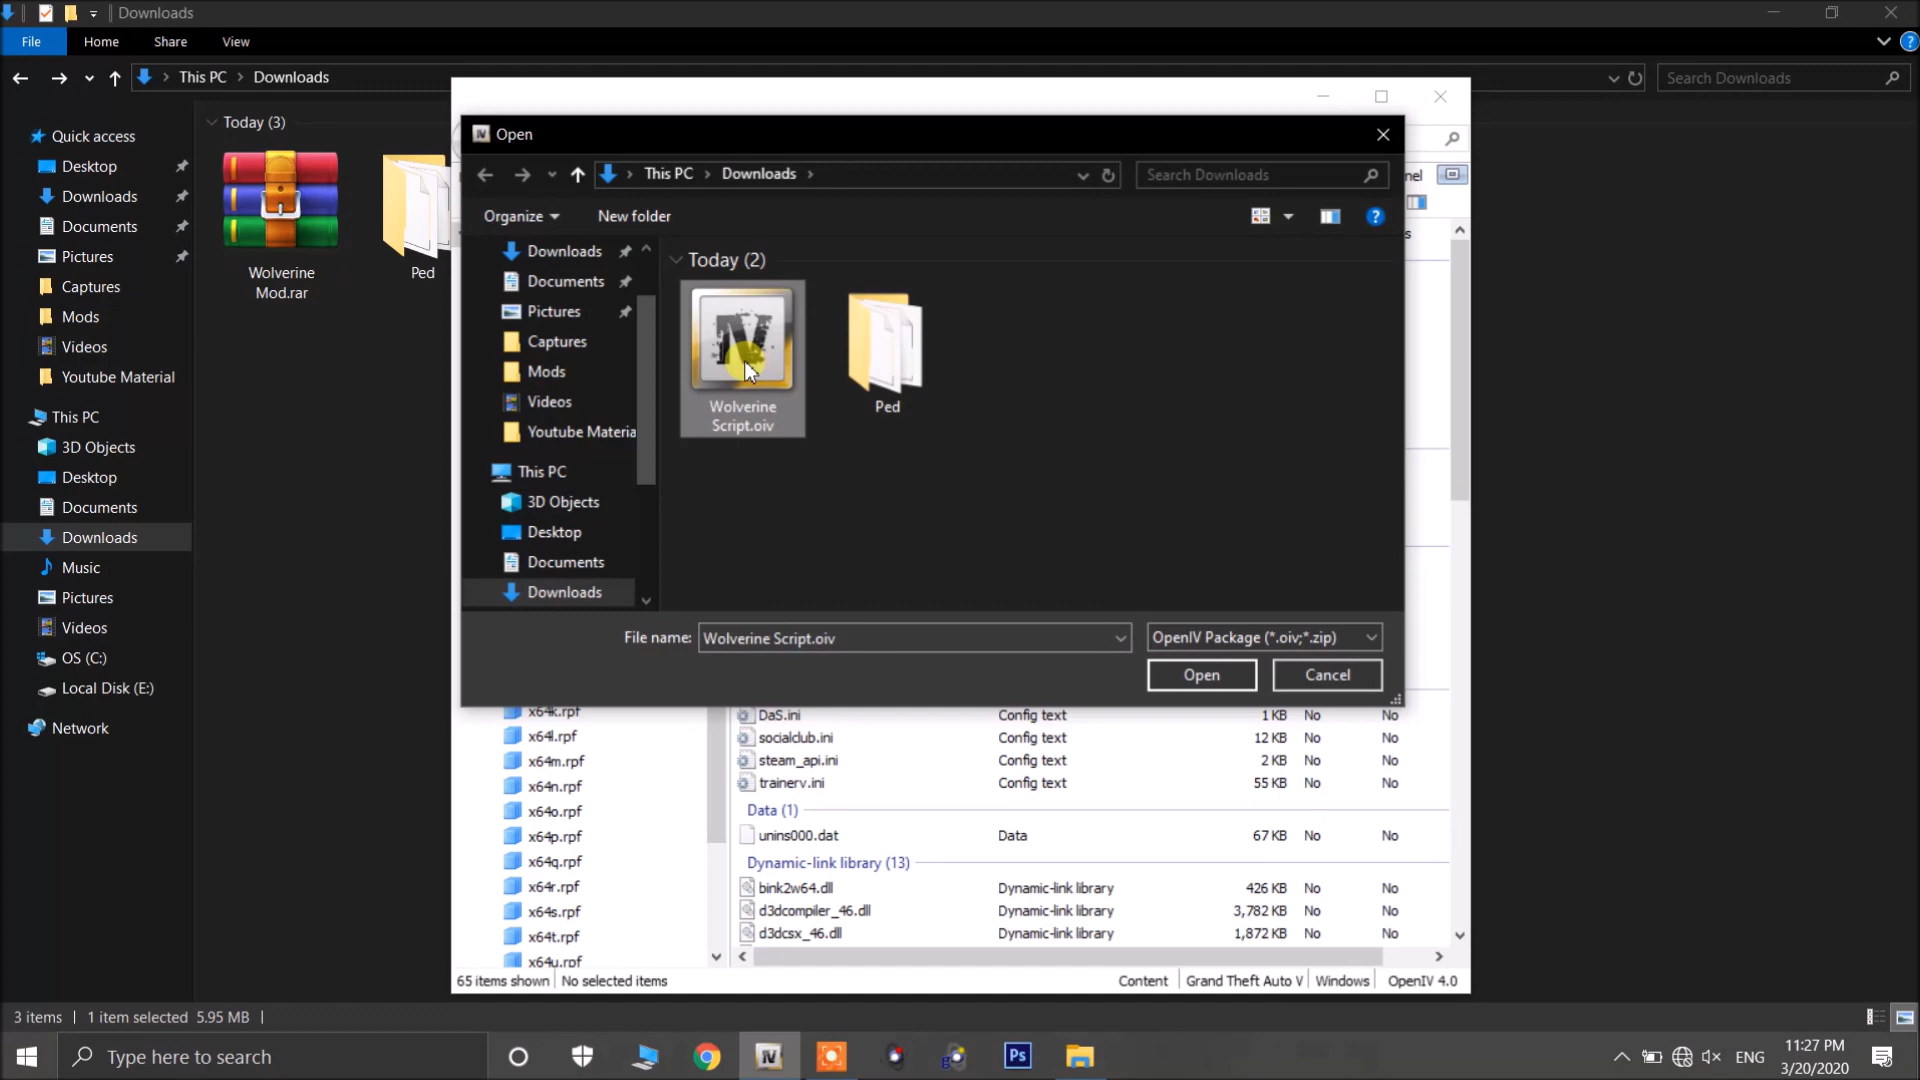 Downloads
File
Home
Share
View
This PC
Downloads
Search Downloads
Quick access
Desktop
Downloads
Documents
Pictures
Captures
Mods
Videos
Youtube Material
This PC
3D Objects
Desktop
Documents
Downloads
Music
Pictures
Videos
OS (C:)
Local Disk (E:)
Network
Today (3)
Wolverine
Mod.rar
Ped
Open
This PC
Downloads
Search Downloads
Organize
New folder
Downloads
Documents
Pictures
Captures
Mods
Videos
Youtube Materia
This PC
3D Objects
Desktop
Documents
Downloads
Today (2)
Wolverine
Script.oiv
Ped
File name:
Wolverine Script.oiv
OpenIV Package (*.oiv;*.zip)
Open
Cancel
x64k.rpf
x64l.rpf
x64m.rpf
x64n.rpf
x64o.rpf
x64p.rpf
x64q.rpf
x64r.rpf
x64s.rpf
x64t.rpf
x64u.rpf
DaS.ini Config text 1 KB No No
socialclub.ini Config text 12 KB No No
steam_api.ini Config text 2 KB No No
trainerv.ini Config text 55 KB No No
Data (1)
unins000.dat Data 67 KB No No
Dynamic-link library (13)
bink2w64.dll Dynamic-link library 426 KB No No
d3dcompiler_46.dll Dynamic-link library 3,782 KB No No
d3dcsx_46.dll Dynamic-link library 1,872 KB No No
65 items shown No selected items Content Grand Theft Auto V Windows OpenIV 4.0
3 items 1 item selected 5.95 MB
Type here to search
Ps
ENG
11:27 PM
3/20/2020